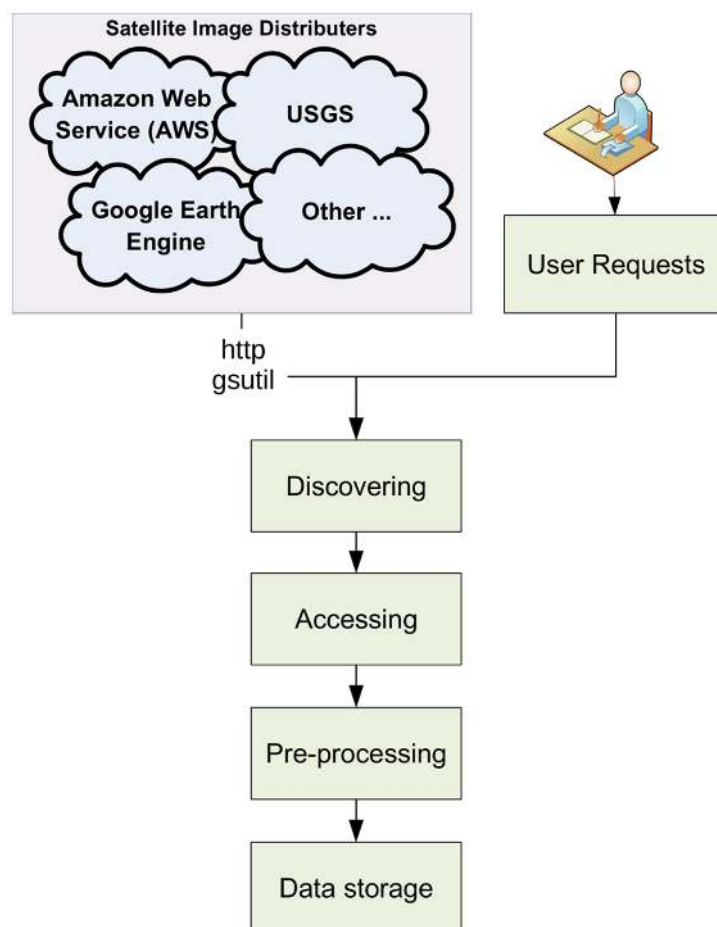 Satellite Image Distributers
Amazon Web
Service (AWS)
USGS
Google Earth
Engine
Other ...
User Requests
http
gsutil
Discovering
Accessing
Pre-processing
Data storage